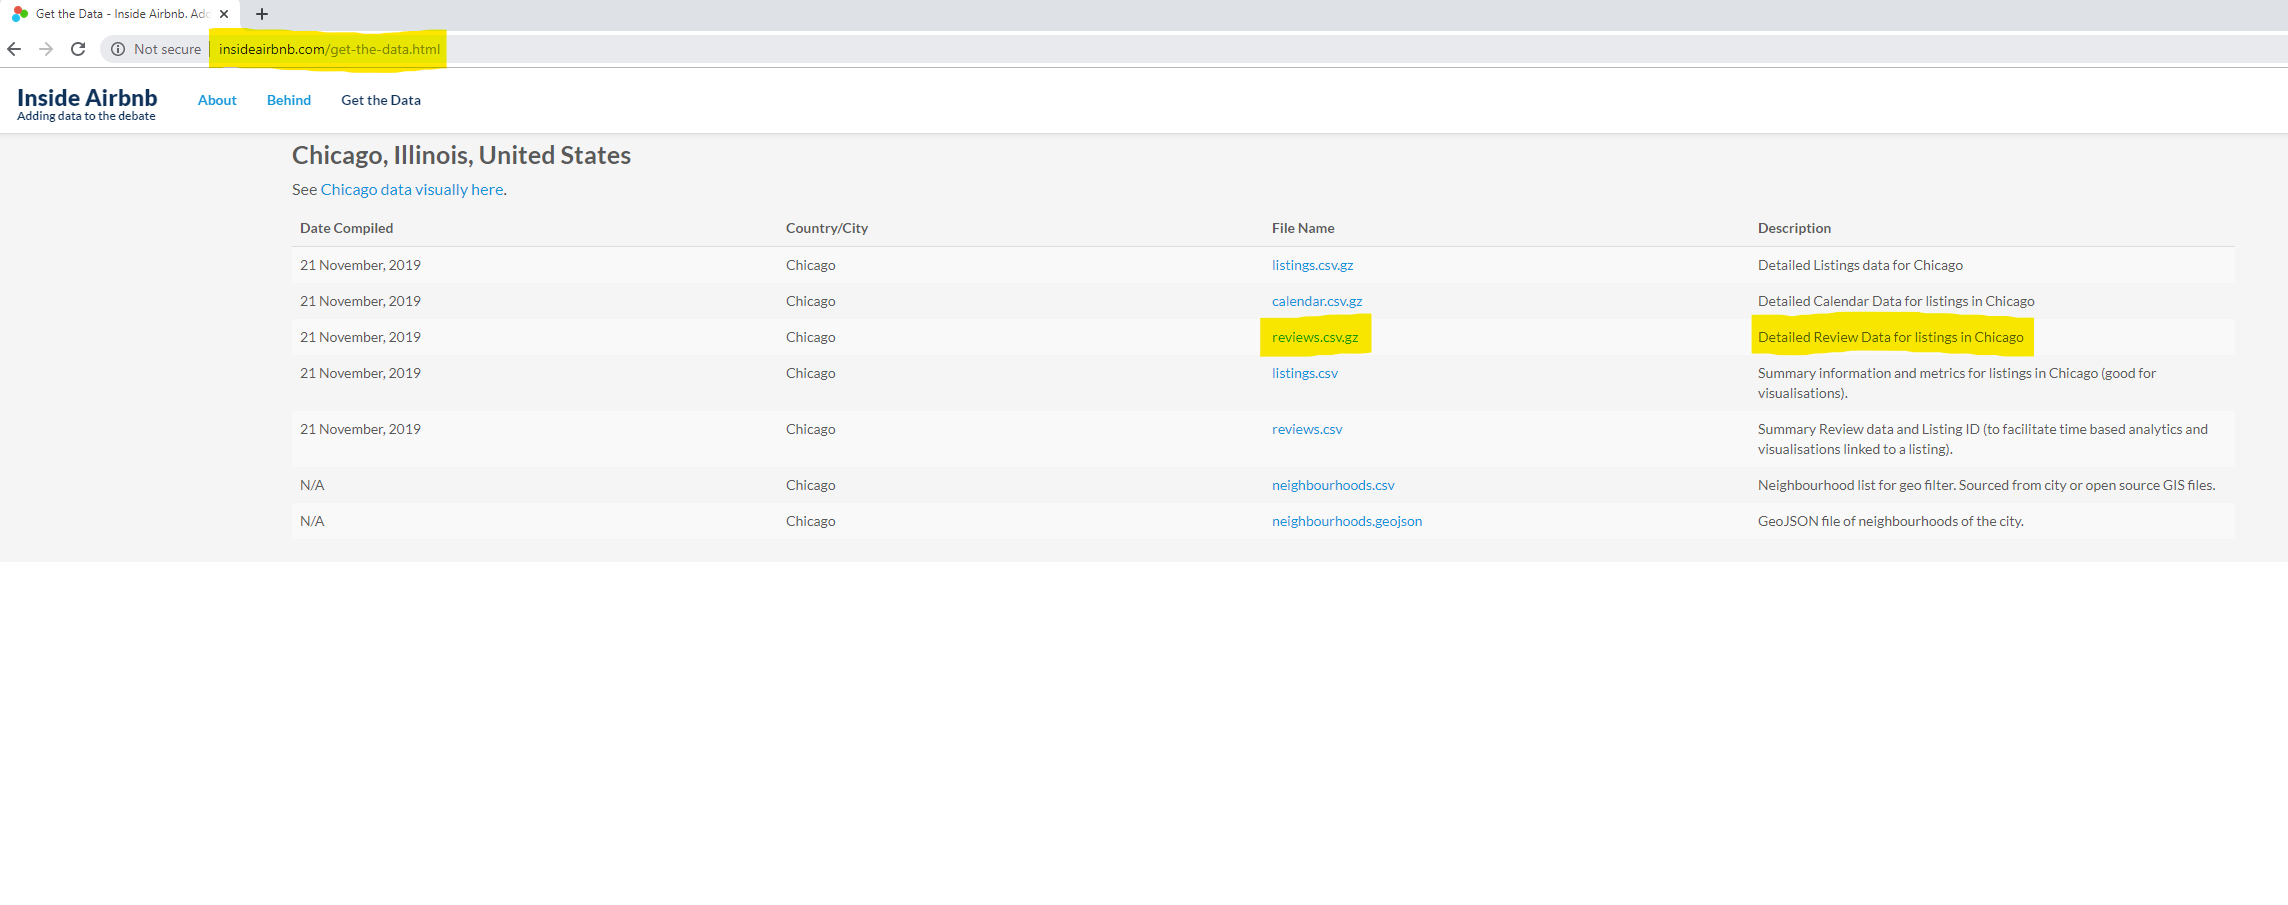 Get the Data - Inside Airbnb. Add
Not secure | insideairbnb.com/get-the-data.html
Inside Airbnb About Behind Get the Data
Adding data to the debate
Chicago, Illinois, United States
See Chicago data visually here.
Date Compiled Country/City File Name Description
21 November, 2019 Chicago listings.csv.gz Detailed Listings data for Chicago
21 November, 2019 Chicago calendar.csv.gz Detailed Calendar Data for listings in Chicago
21 November, 2019 Chicago reviews.csv.gz Detailed Review Data for listings in Chicago
21 November, 2019 Chicago listings.csv Summary information and metrics for listings in Chicago (good for
visualisations).
21 November, 2019 Chicago reviews.csv Summary Review data and Listing ID (to facilitate time based analytics and
visualisations linked to a listing).
N/A Chicago neighbourhoods.csv Neighbourhood list for geo filter. Sourced from city or open source GIS files.
N/A Chicago neighbourhoods.geojson GeoJSON file of neighbourhoods of the city.